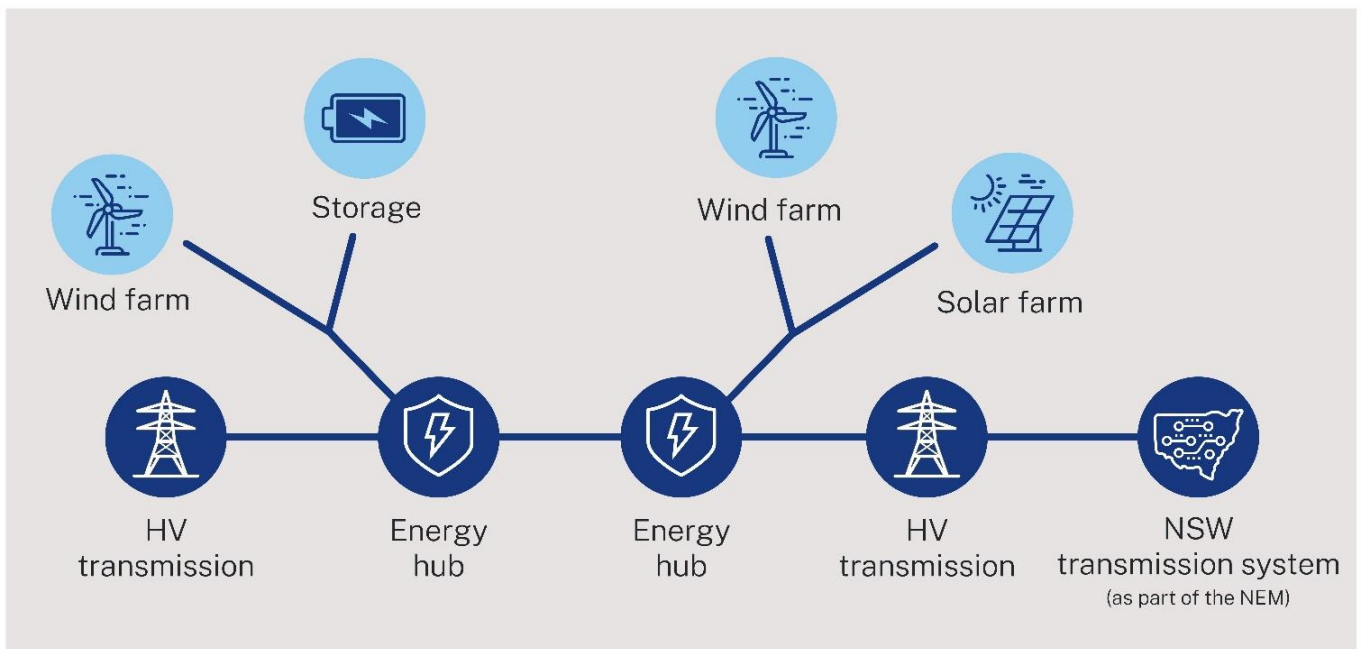 Storage
Wind farm
Wind farm
Solar farm
HV
transmission
Energy
hub
Energy
hub
HV
transmission
NSW
transmission system
(as part of the NEM)